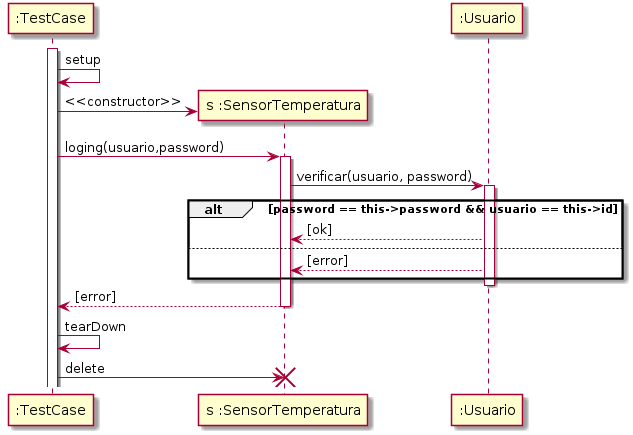 :TestCase
:Usuario
setup
<<constructor>>
s :SensorTemperatura
loging(usuario,password)
verificar(usuario, password)
alt
[password == this->password && usuario == this->id]
[ok]
[error]
[error]
tearDown
delete
:TestCase
s :SensorTemperatura
:Usuario